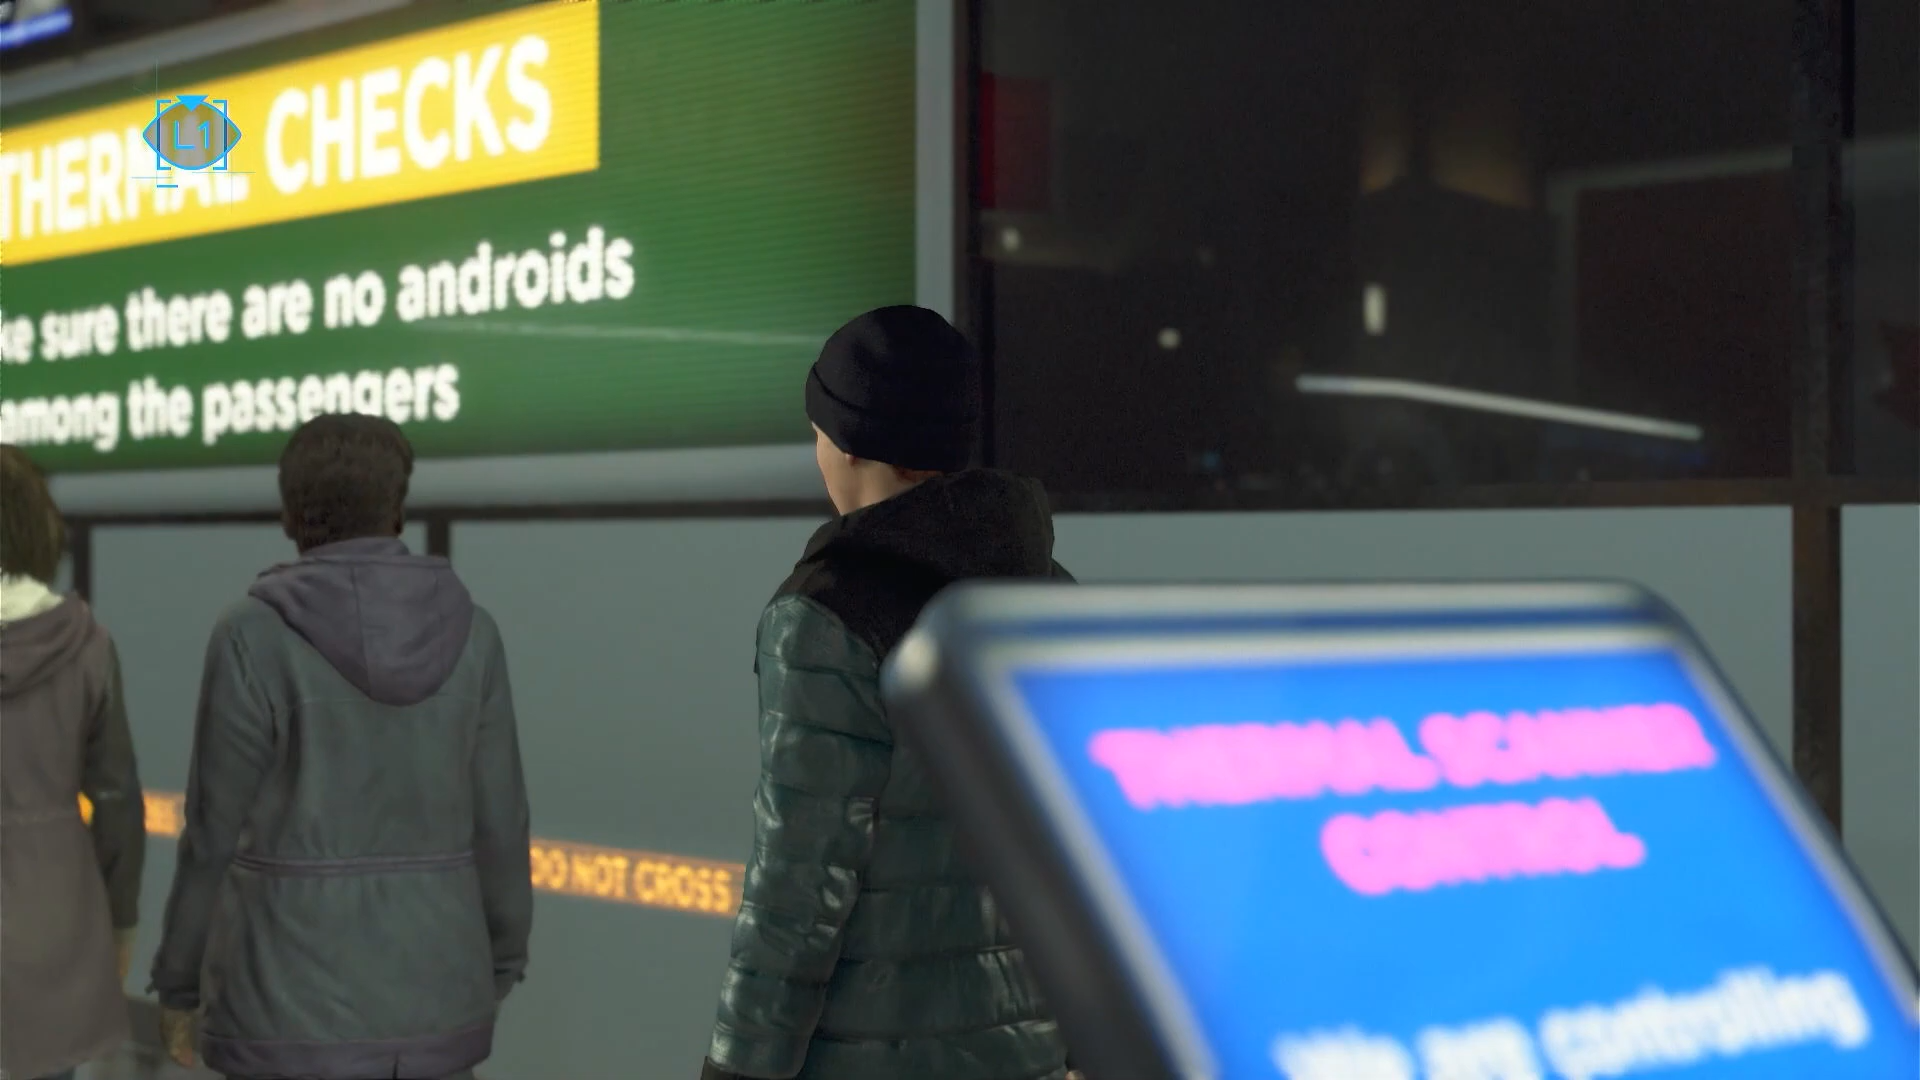 THERMAL CHECKS
L1
ke sure there are no androids
among the passengers
DO NOT CROSS
THERMAL SCANNER
CONTROL
We are controlling